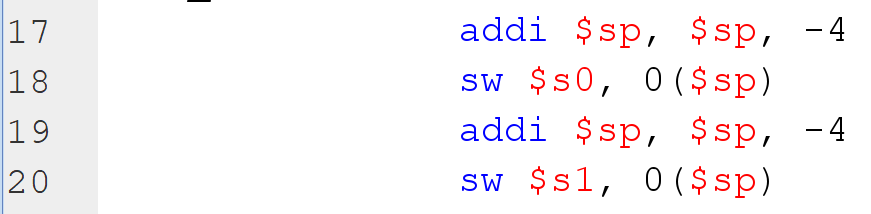 17 addi $sp, $sp, -4
18 sw $s0, 0($sp)
19 addi $sp, $sp, -4
20 sw $s1, 0($sp)